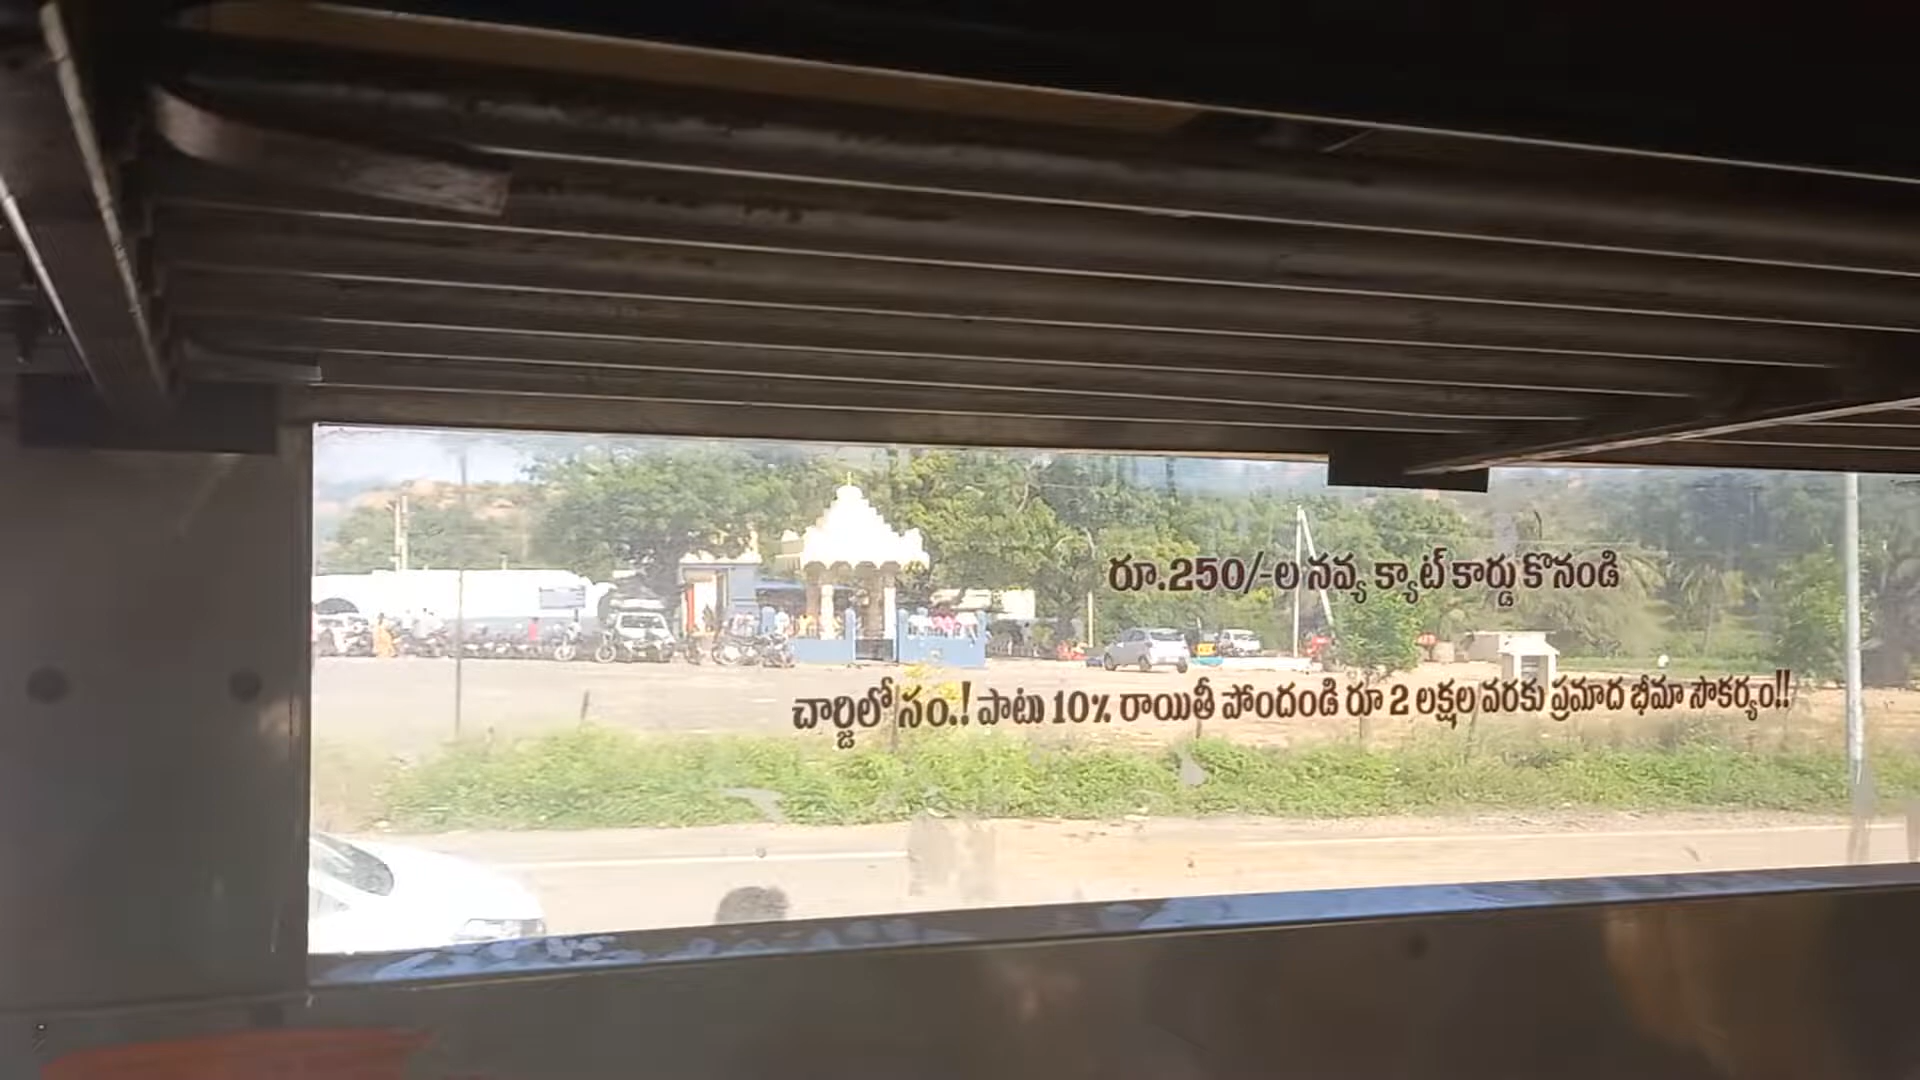 రూ.250/-ల నవ్య క్యాట్ కార్డు కొనండి
చార్జిలో నం.! పాటు 10% రాయితీ పోందండి రూ 2 లక్షల వరకు ప్రమాద భీమా సౌకర్యం!!